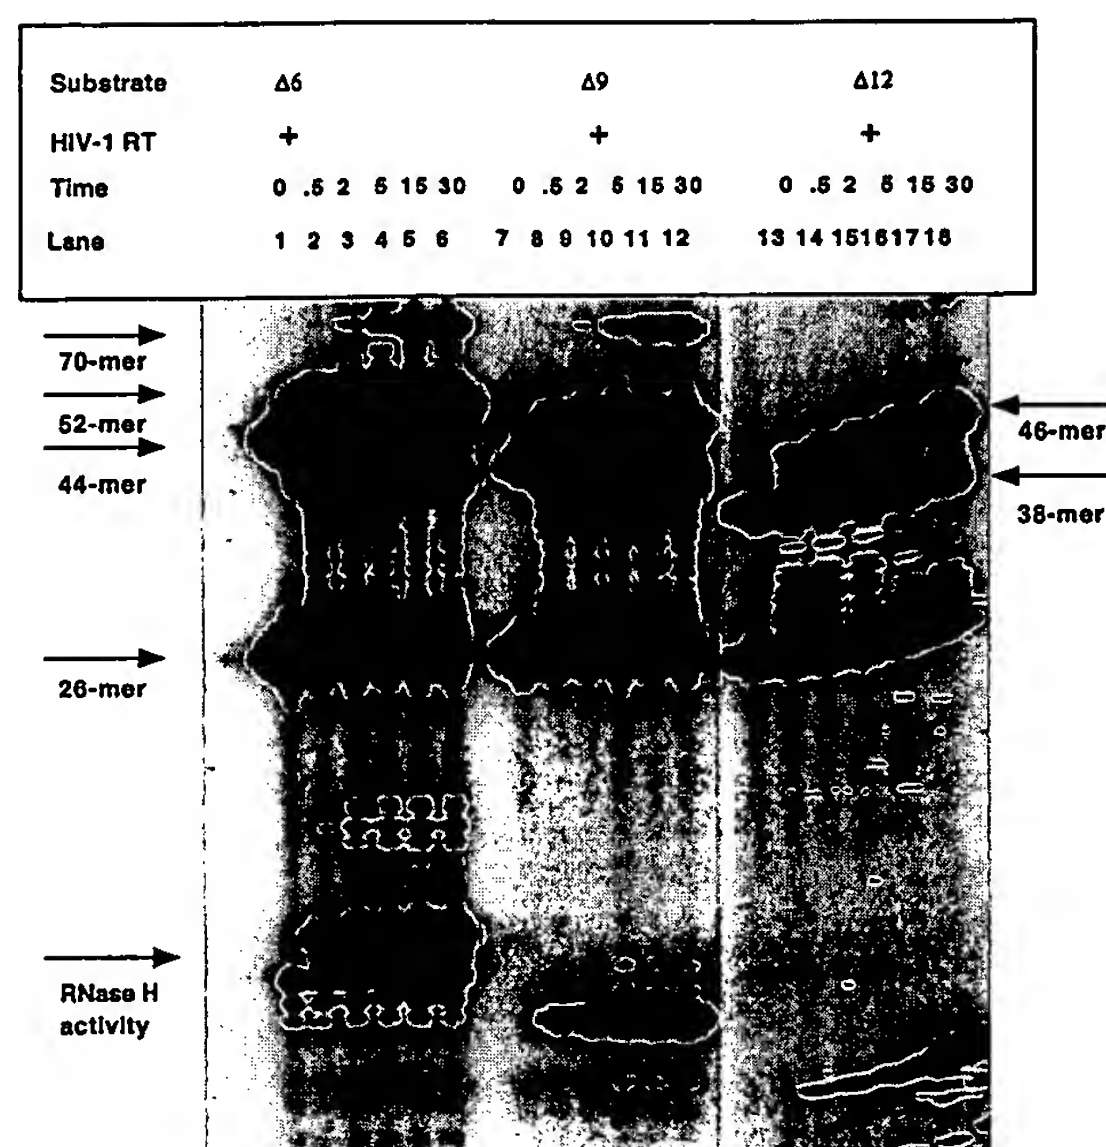 Substrate Δ6 Δ9 Δ12
HIV-1 RT + + +
Time 0 .5 2 5 15 30 0 .5 2 5 15 30 0 .5 2 5 15 30
Lane 1 2 3 4 5 6 7 8 9 10 11 12 13 14 15 16 17 18
70-mer
52-mer
46-mer
44-mer
38-mer
26-mer
RNase H
activity